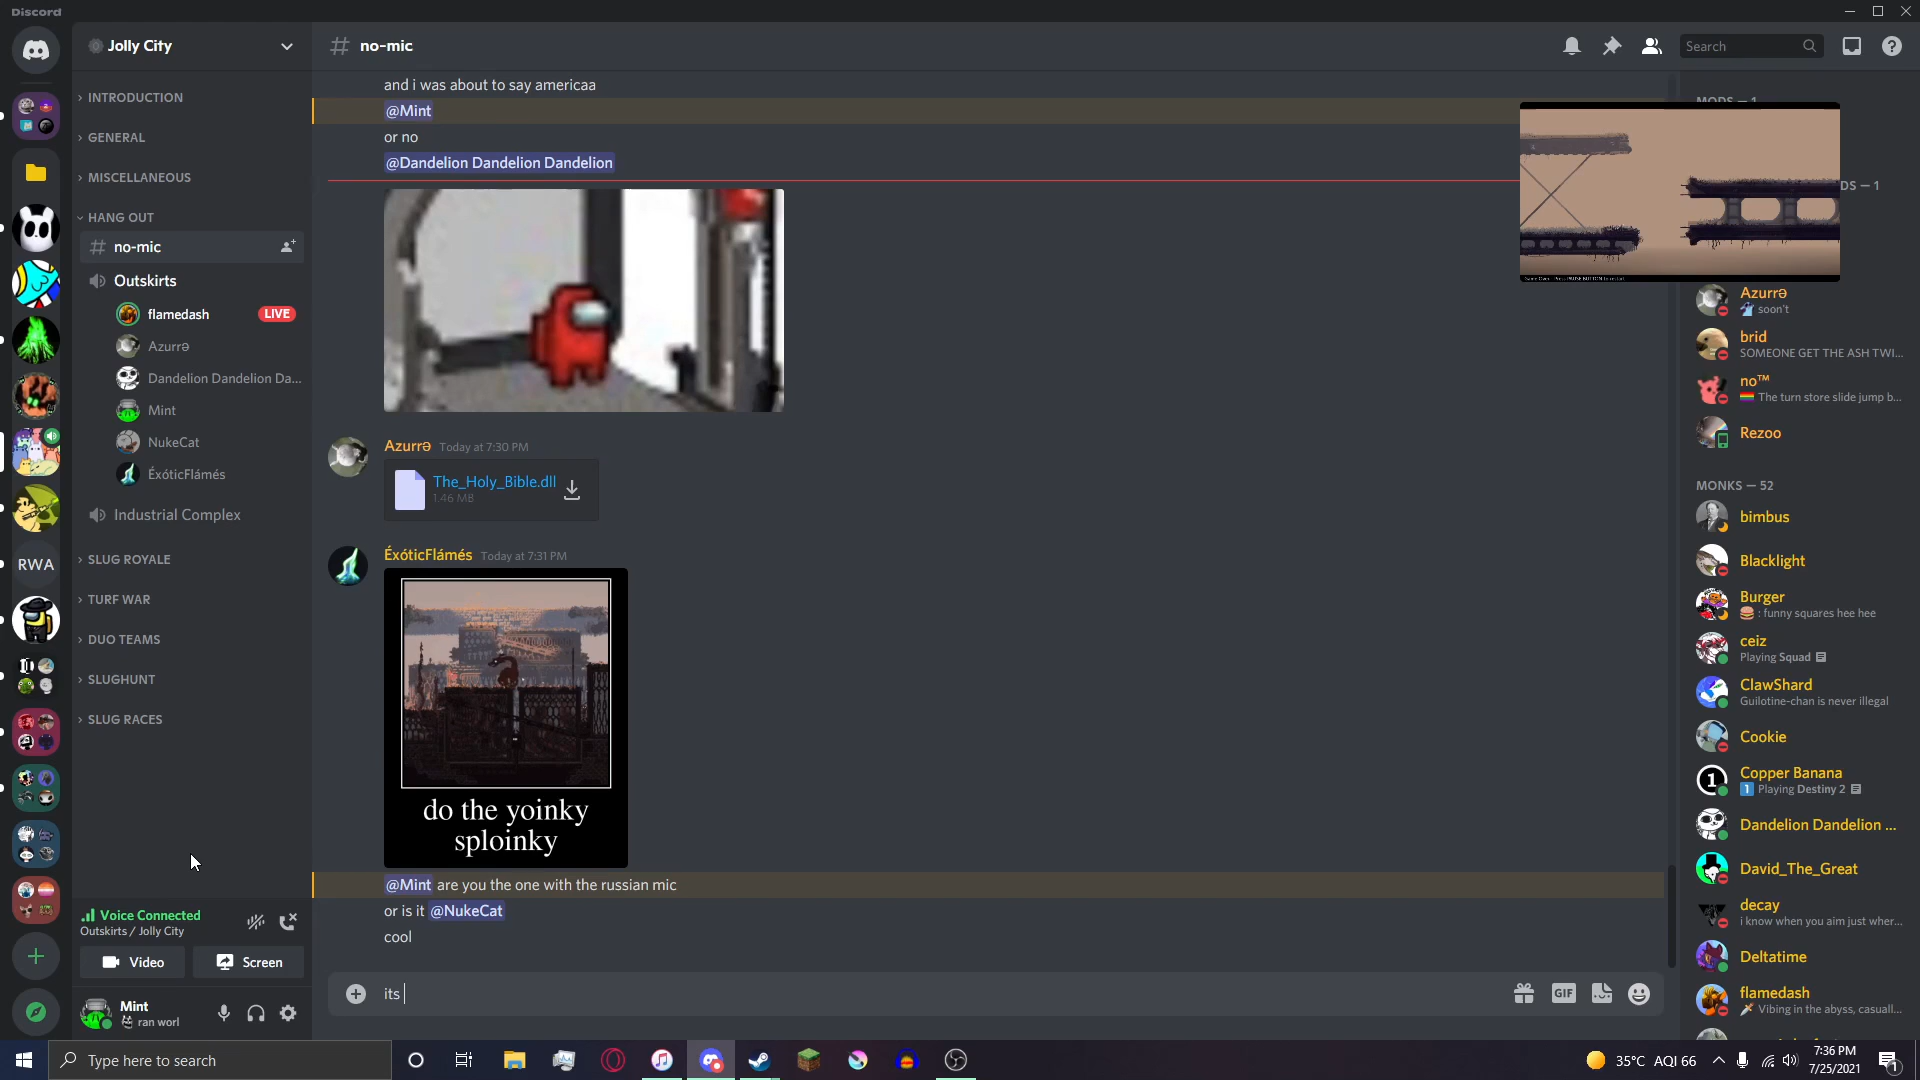 Discord
Jolly City
INTRODUCTION
GENERAL
MISCELLANEOUS
HANG OUT
no-mic
Outskirts
flamedash LIVE
Azurrə
Dandelion Dandelion Da...
Mint
NukeCat
ÉxóticFlámés
Industrial Complex
SLUG ROYALE
TURF WAR
DUO TEAMS
SLUGHUNT
SLUG RACES
RWA
Voice Connected
Outskirts / Jolly City
Video Screen
Mint
ran worl
# no-mic
Search
and i was about to say americaa
@Mint
or no
@Dandelion Dandelion Dandelion
Azurrə Today at 7:30 PM
The_Holy_Bible.dll
1.46 MB
ÉxóticFlámés Today at 7:31 PM
do the yoinky
sploinky
@Mint are you the one with the russian mic
or is it @NukeCat
cool
its
GIF
MODS — 1
DS — 1
Azurrə
soon't
brid
SOMEONE GET THE ASH TWI...
no™
The turn store slide jump b...
Rezoo
MONKS — 52
bimbus
Blacklight
Burger
: funny squares hee hee
ceiz
Playing Squad
ClawShard
Guilotine-chan is never illegal
Cookie
Copper Banana
1 Playing Destiny 2
Dandelion Dandelion ...
David_The_Great
decay
i know when you aim just wher...
Deltatime
flamedash
Vibing in the abyss, casuall...
Type here to search
35°C AQI 66
7:36 PM
7/25/2021
1